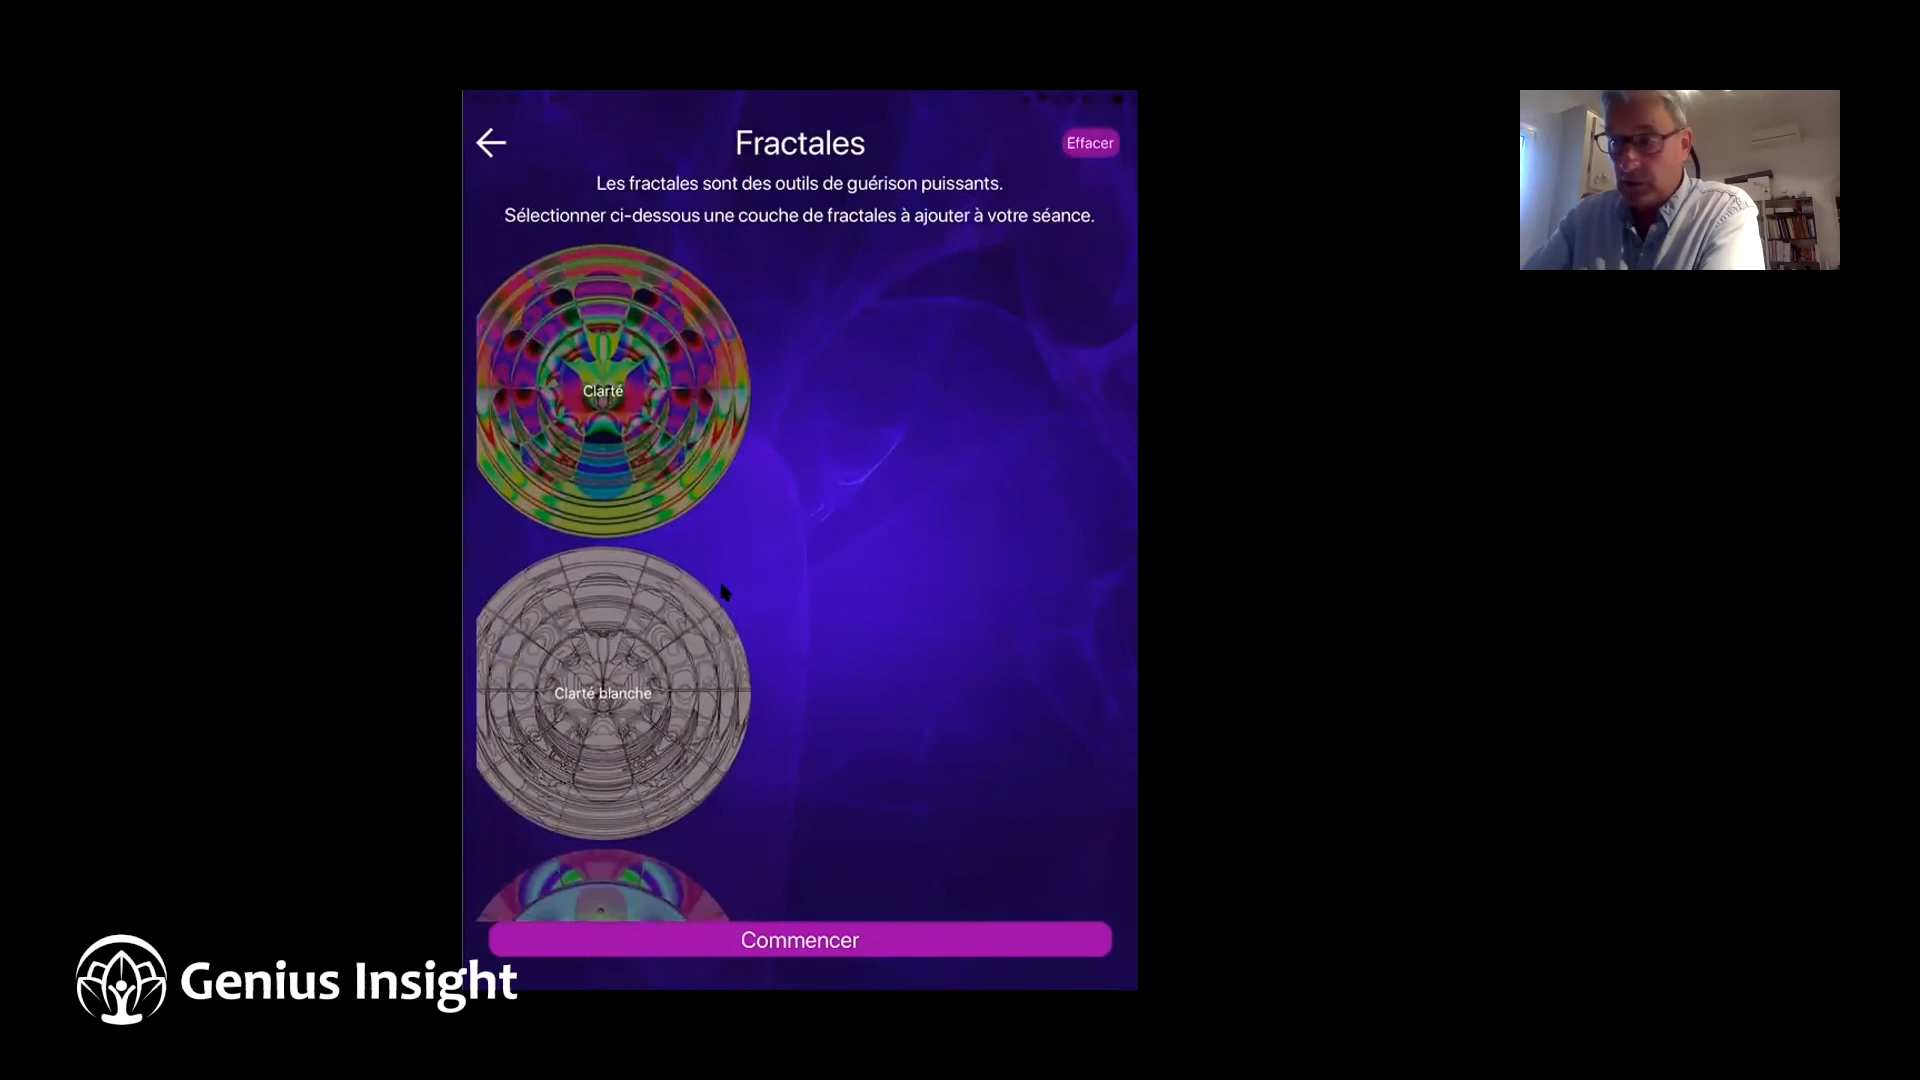 Fractales
Effacer
Les fractales sont des outils de guérison puissants.
Sélectionner ci-dessous une couche de fractales à ajouter à votre séance.
Clarté
Clarté blanche
Commencer
Genius Insight